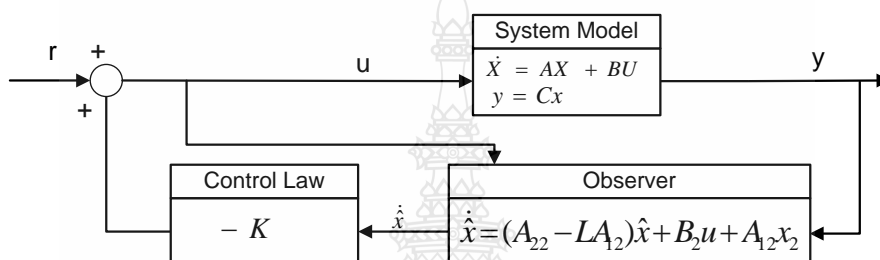 System Model
r
+
+
u
Ẋ = AX + BU
y = Cx
y
Control Law
− K
x̂̇
Observer
x̂̇ = (A₂₂ − LA₁₂)x̂ + B₂u + A₁₂x₂